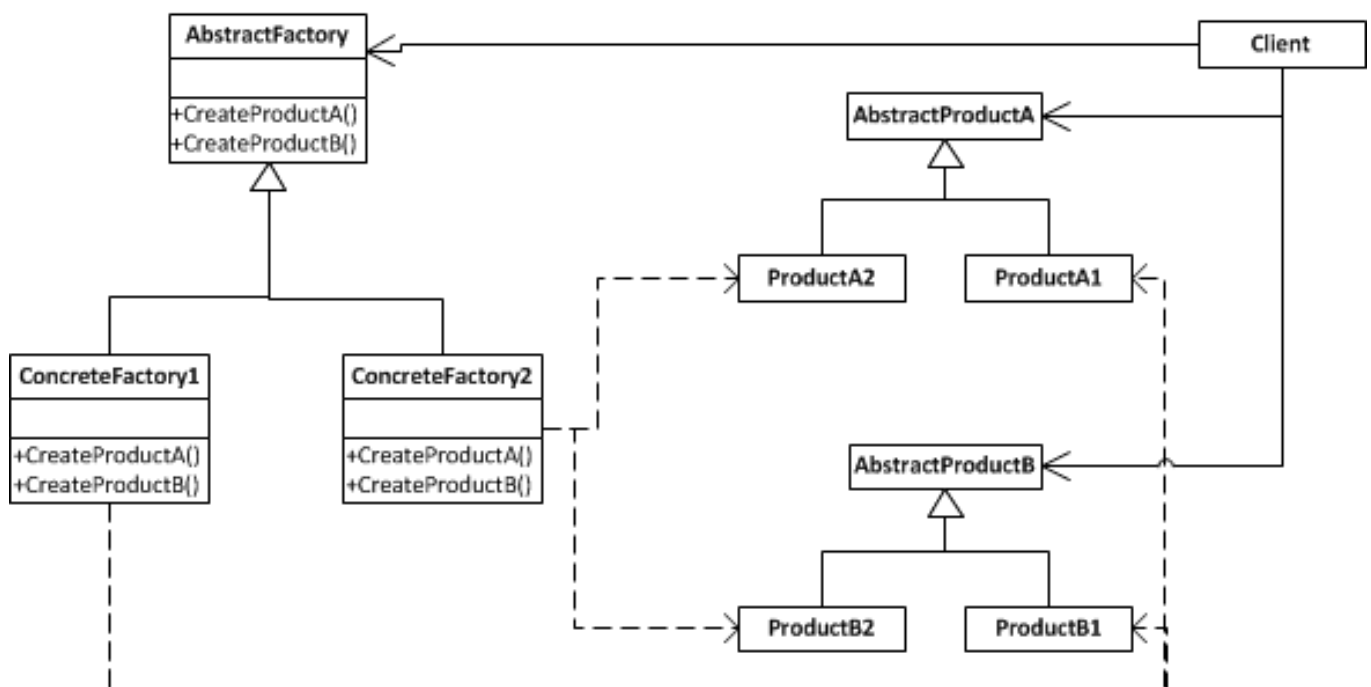 AbstractFactory
+CreateProductA()
+CreateProductB()
Client
AbstractProductA
ProductA2
ProductA1
ConcreteFactory1
+CreateProductA()
+CreateProductB()
ConcreteFactory2
+CreateProductA()
+CreateProductB()
AbstractProductB
ProductB2
ProductB1